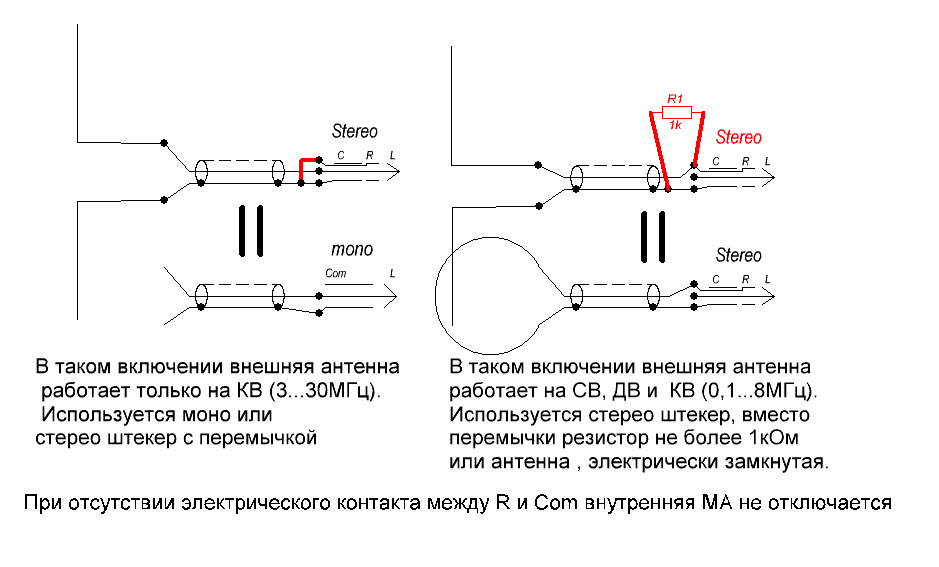 Stereo
C R L
mono
Com L
R1
1k
Stereo
C R L
Stereo
C R L
В таком включении внешняя антенна
работает только на КВ (3...30МГц).
Используется моно или
стерео штекер с перемычкой
В таком включении внешняя антенна
работает на СВ, ДВ и КВ (0,1...8МГц).
Используется стерео штекер, вместо
перемычки резистор не более 1кОм
или антенна , электрически замкнутая.
При отсутствии электрического контакта между R и Com внутренняя МА не отключается